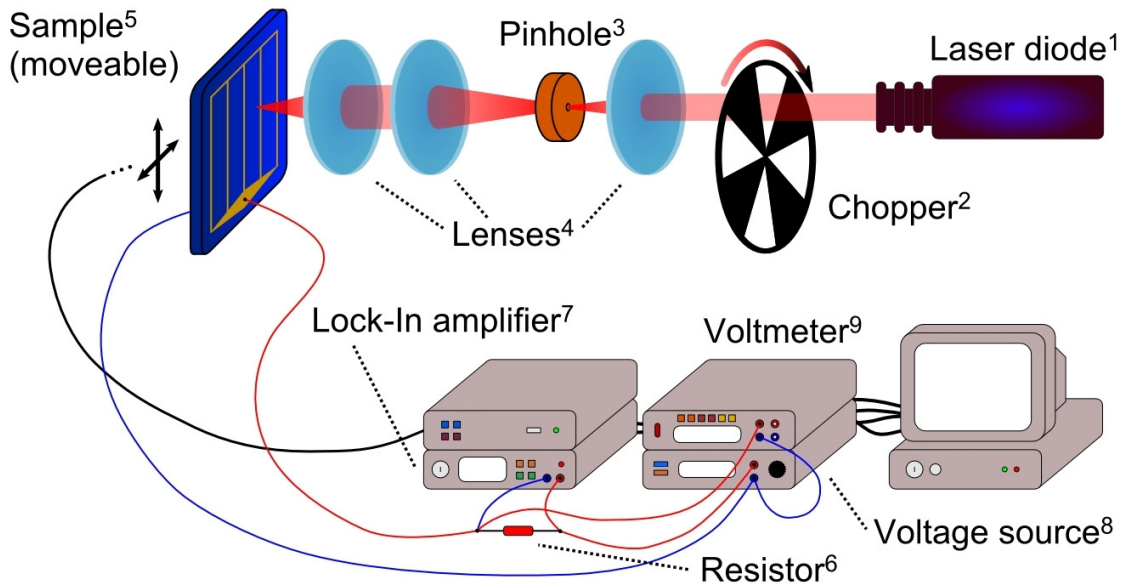 Sample⁵
(moveable)
Pinhole³
Laser diode¹
Chopper²
Lenses⁴
Lock-In amplifier⁷
Voltmeter⁹
Voltage source⁸
Resistor⁶